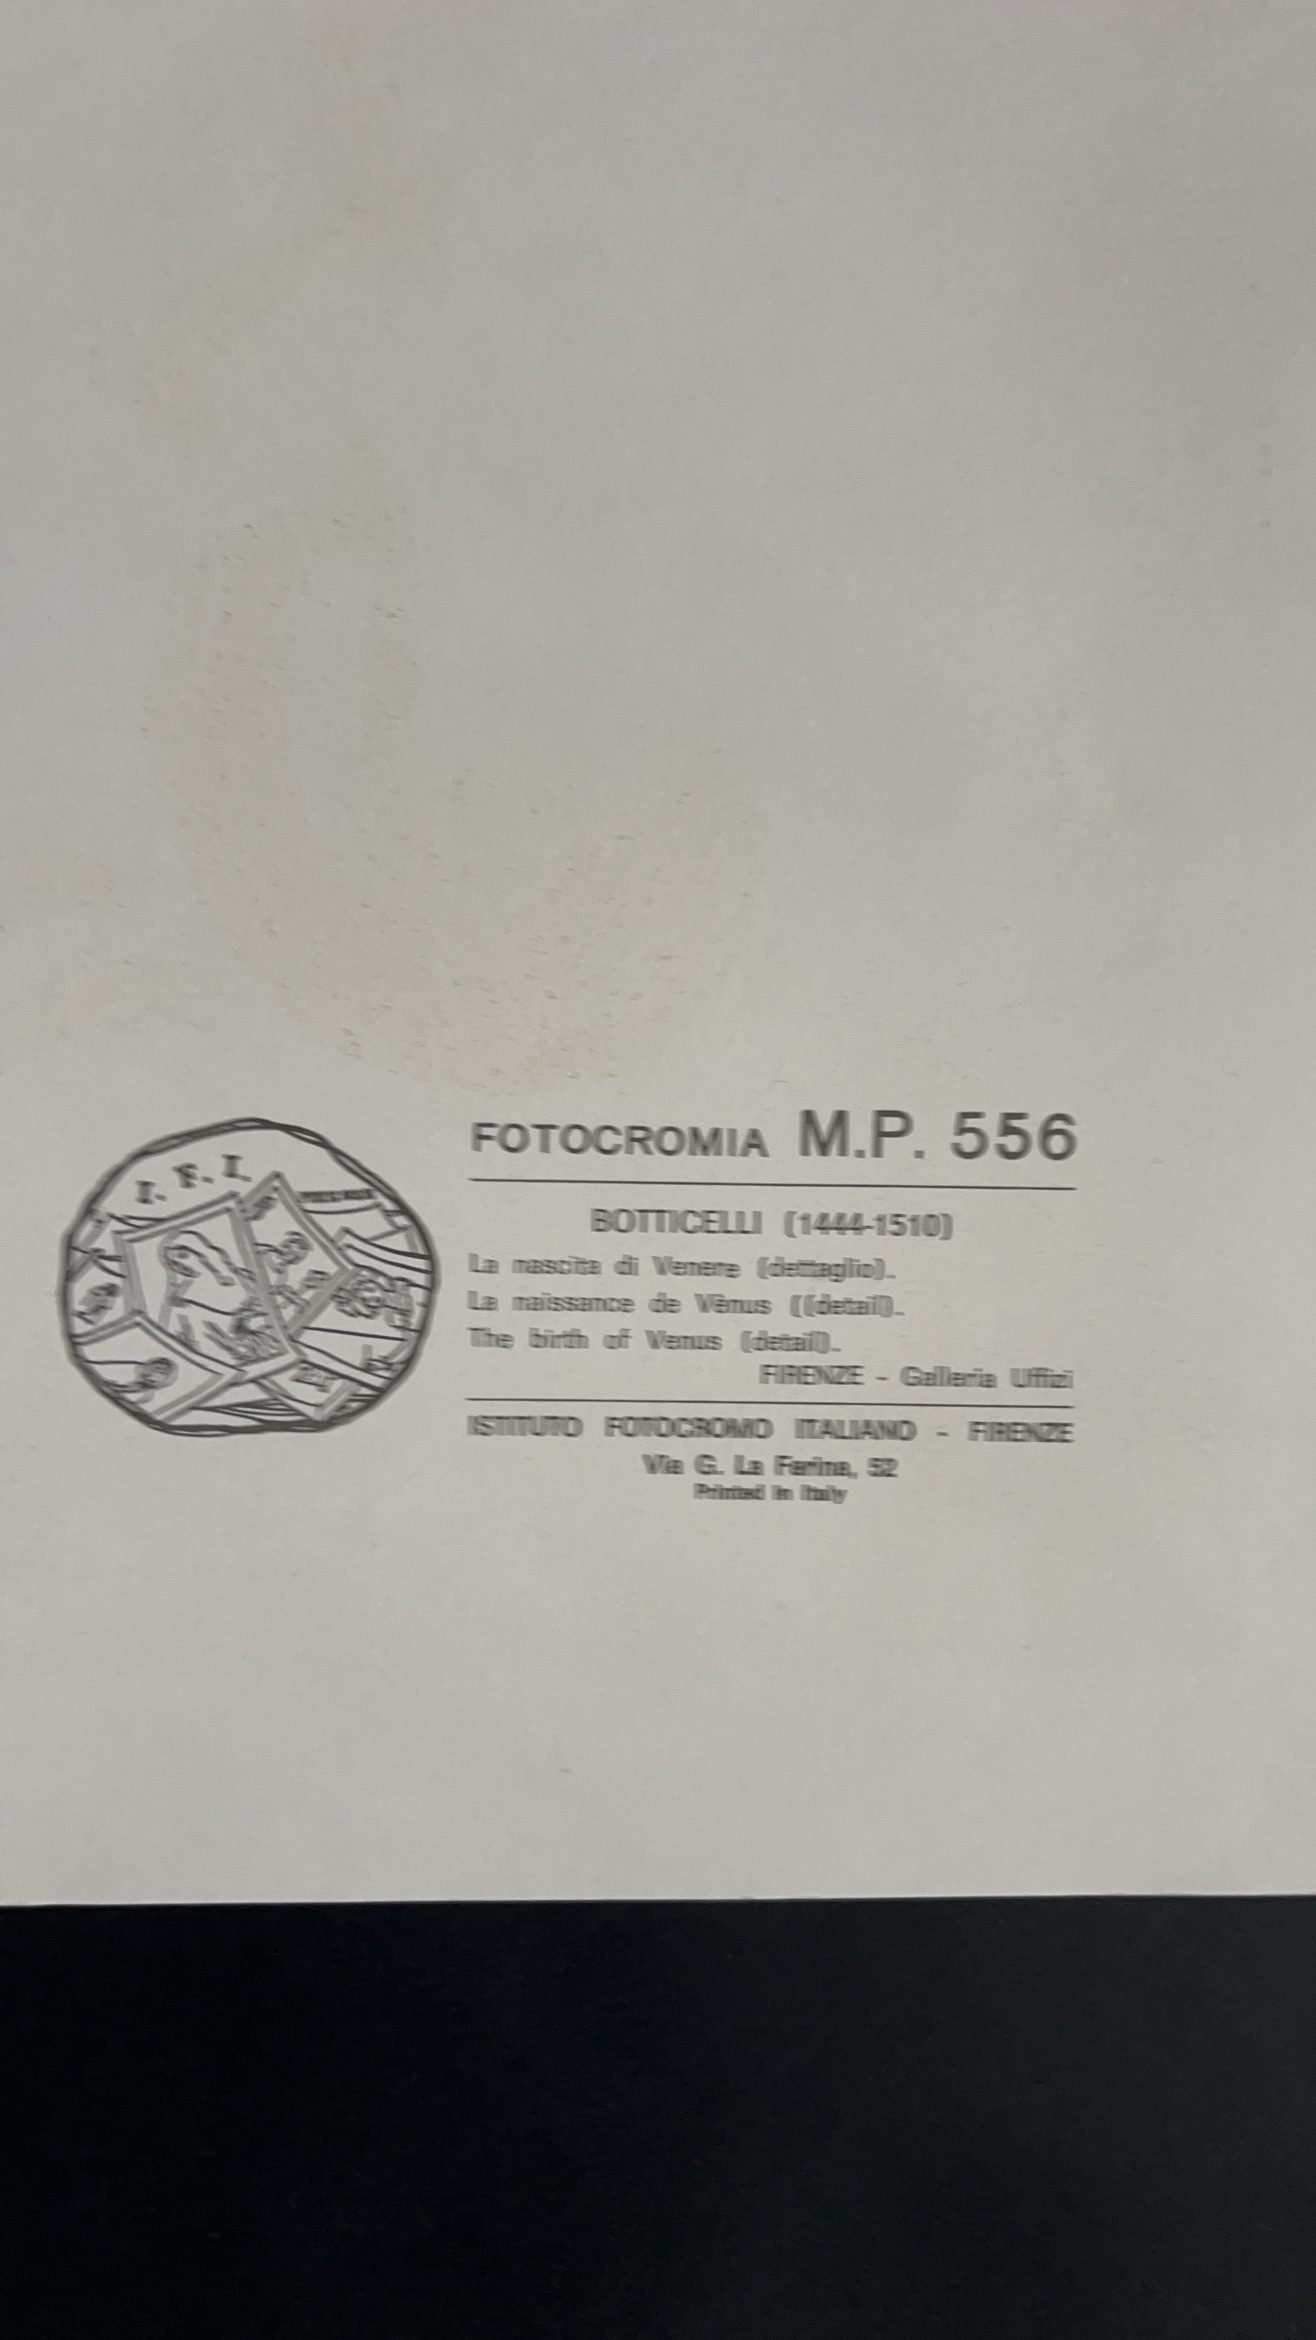 I. F. I.
FOTOCROMIA M.P. 556
BOTTICELLI (1444-1510)
La nascita di Venere (dettaglio).
La naissance de Vènus ((detail).
The birth of Venus (detail).
FIRENZE - Galleria Uffizi
ISTITUTO FOTOCROMO ITALIANO - FIRENZE
Via G. La Farina, 52
Printed in Italy